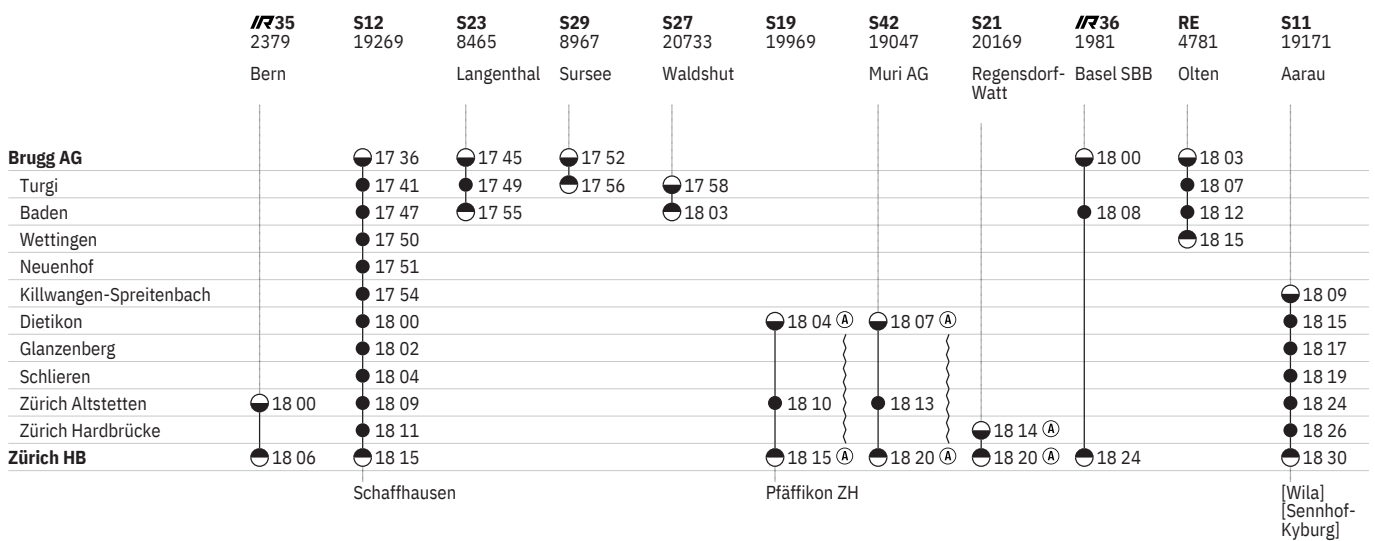 IR35 S12 S23 S29 S27 S19 S42 S21 IR36 RE S11
2379 19269 8465 8967 20733 19969 19047 20169 1981 4781 19171
Bern Langenthal Sursee Waldshut Muri AG Regensdorf- Basel SBB Olten Aarau
Watt
Brugg AG 17 36 17 45 17 52 18 00 18 03
Turgi 17 41 17 49 17 56 17 58 18 07
Baden 17 47 17 55 18 03 18 08 18 12
Wettingen 17 50 18 15
Neuenhof 17 51
Killwangen-Spreitenbach 17 54 18 09
Dietikon 18 00 18 04 A 18 07 A 18 15
Glanzenberg 18 02 18 17
Schlieren 18 04 18 19
Zürich Altstetten 18 00 18 09 18 10 18 13 18 24
Zürich Hardbrücke 18 11 18 14 A 18 26
Zürich HB 18 06 18 15 18 15 A 18 20 A 18 20 A 18 24 18 30
Schaffhausen Pfäffikon ZH [Wila]
[Sennhof-
Kyburg]